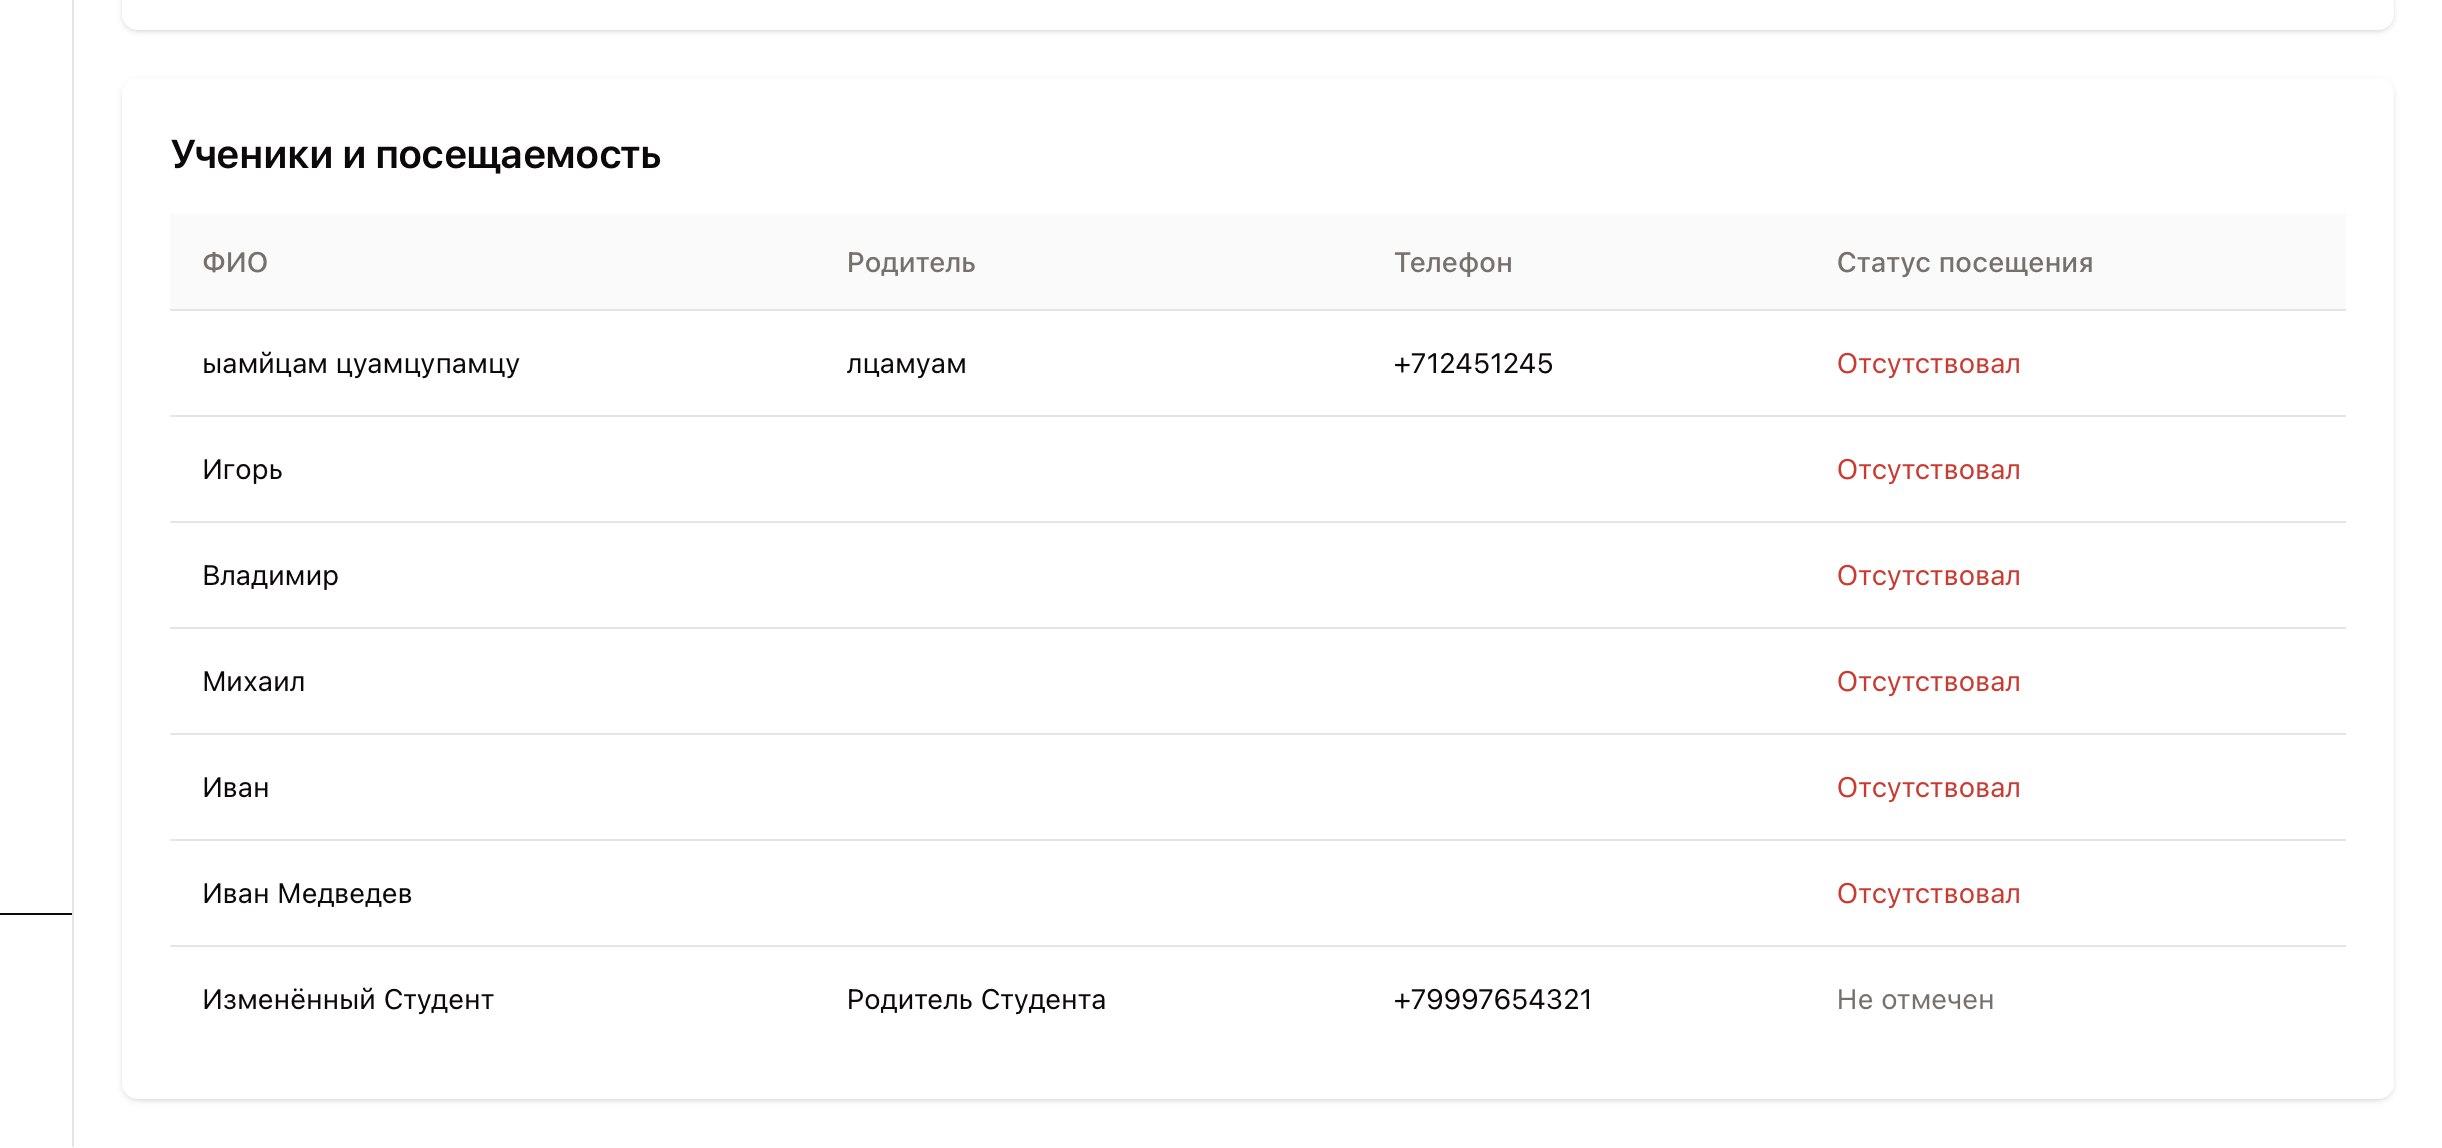 Ученики и посещаемость
ФИО Родитель Телефон Статус посещения
ыамйцам цуамцупамцу лцамуам +712451245 Отсутствовал
Игорь Отсутствовал
Владимир Отсутствовал
Михаил Отсутствовал
Иван Отсутствовал
Иван Медведев Отсутствовал
Изменённый Студент Родитель Студента +79997654321 Не отмечен